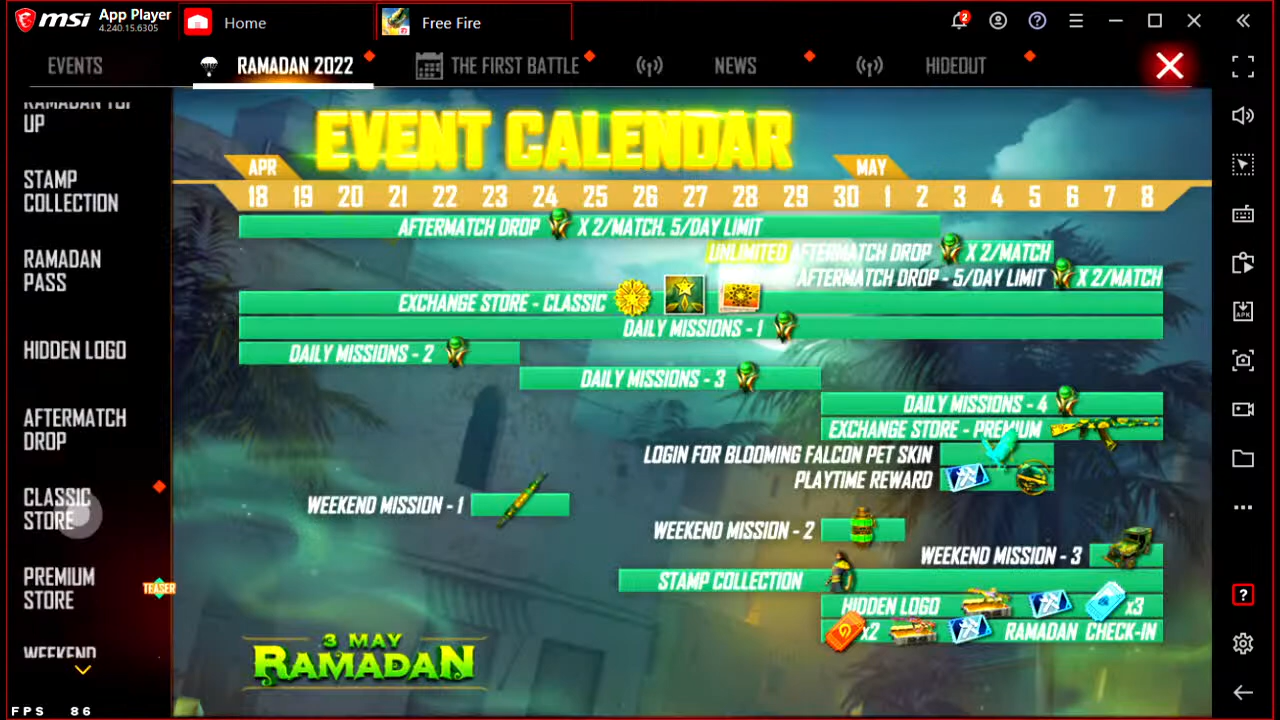 msi App Player
4.240.15.6305
Home
Free Fire
2
EVENTS
RAMADAN 2022
THE FIRST BATTLE
NEWS
HIDEOUT
RAMADAN TOP
UP
STAMP
COLLECTION
RAMADAN
PASS
HIDDEN LOGO
AFTERMATCH
DROP
CLASSIC
STORE
PREMIUM
STORE
TEASER
WEEKEND
EVENT CALENDAR
APR
MAY
18 19 20 21 22 23 24 25 26 27 28 29 30 1 2 3 4 5 6 7 8
AFTERMATCH DROP X 2/MATCH. 5/DAY LIMIT
UNLIMITED AFTERMATCH DROP X 2/MATCH
AFTERMATCH DROP - 5/DAY LIMIT X 2/MATCH
EXCHANGE STORE - CLASSIC
DAILY MISSIONS - 1
DAILY MISSIONS - 2
DAILY MISSIONS - 3
DAILY MISSIONS - 4
EXCHANGE STORE - PREMIUM
LOGIN FOR BLOOMING FALCON PET SKIN
PLAYTIME REWARD
WEEKEND MISSION - 1
WEEKEND MISSION - 2
WEEKEND MISSION - 3
STAMP COLLECTION
HIDDEN LOGO x3
x2 RAMADAN CHECK-IN
3 MAY
RAMADAN
APK
?
FPS 86